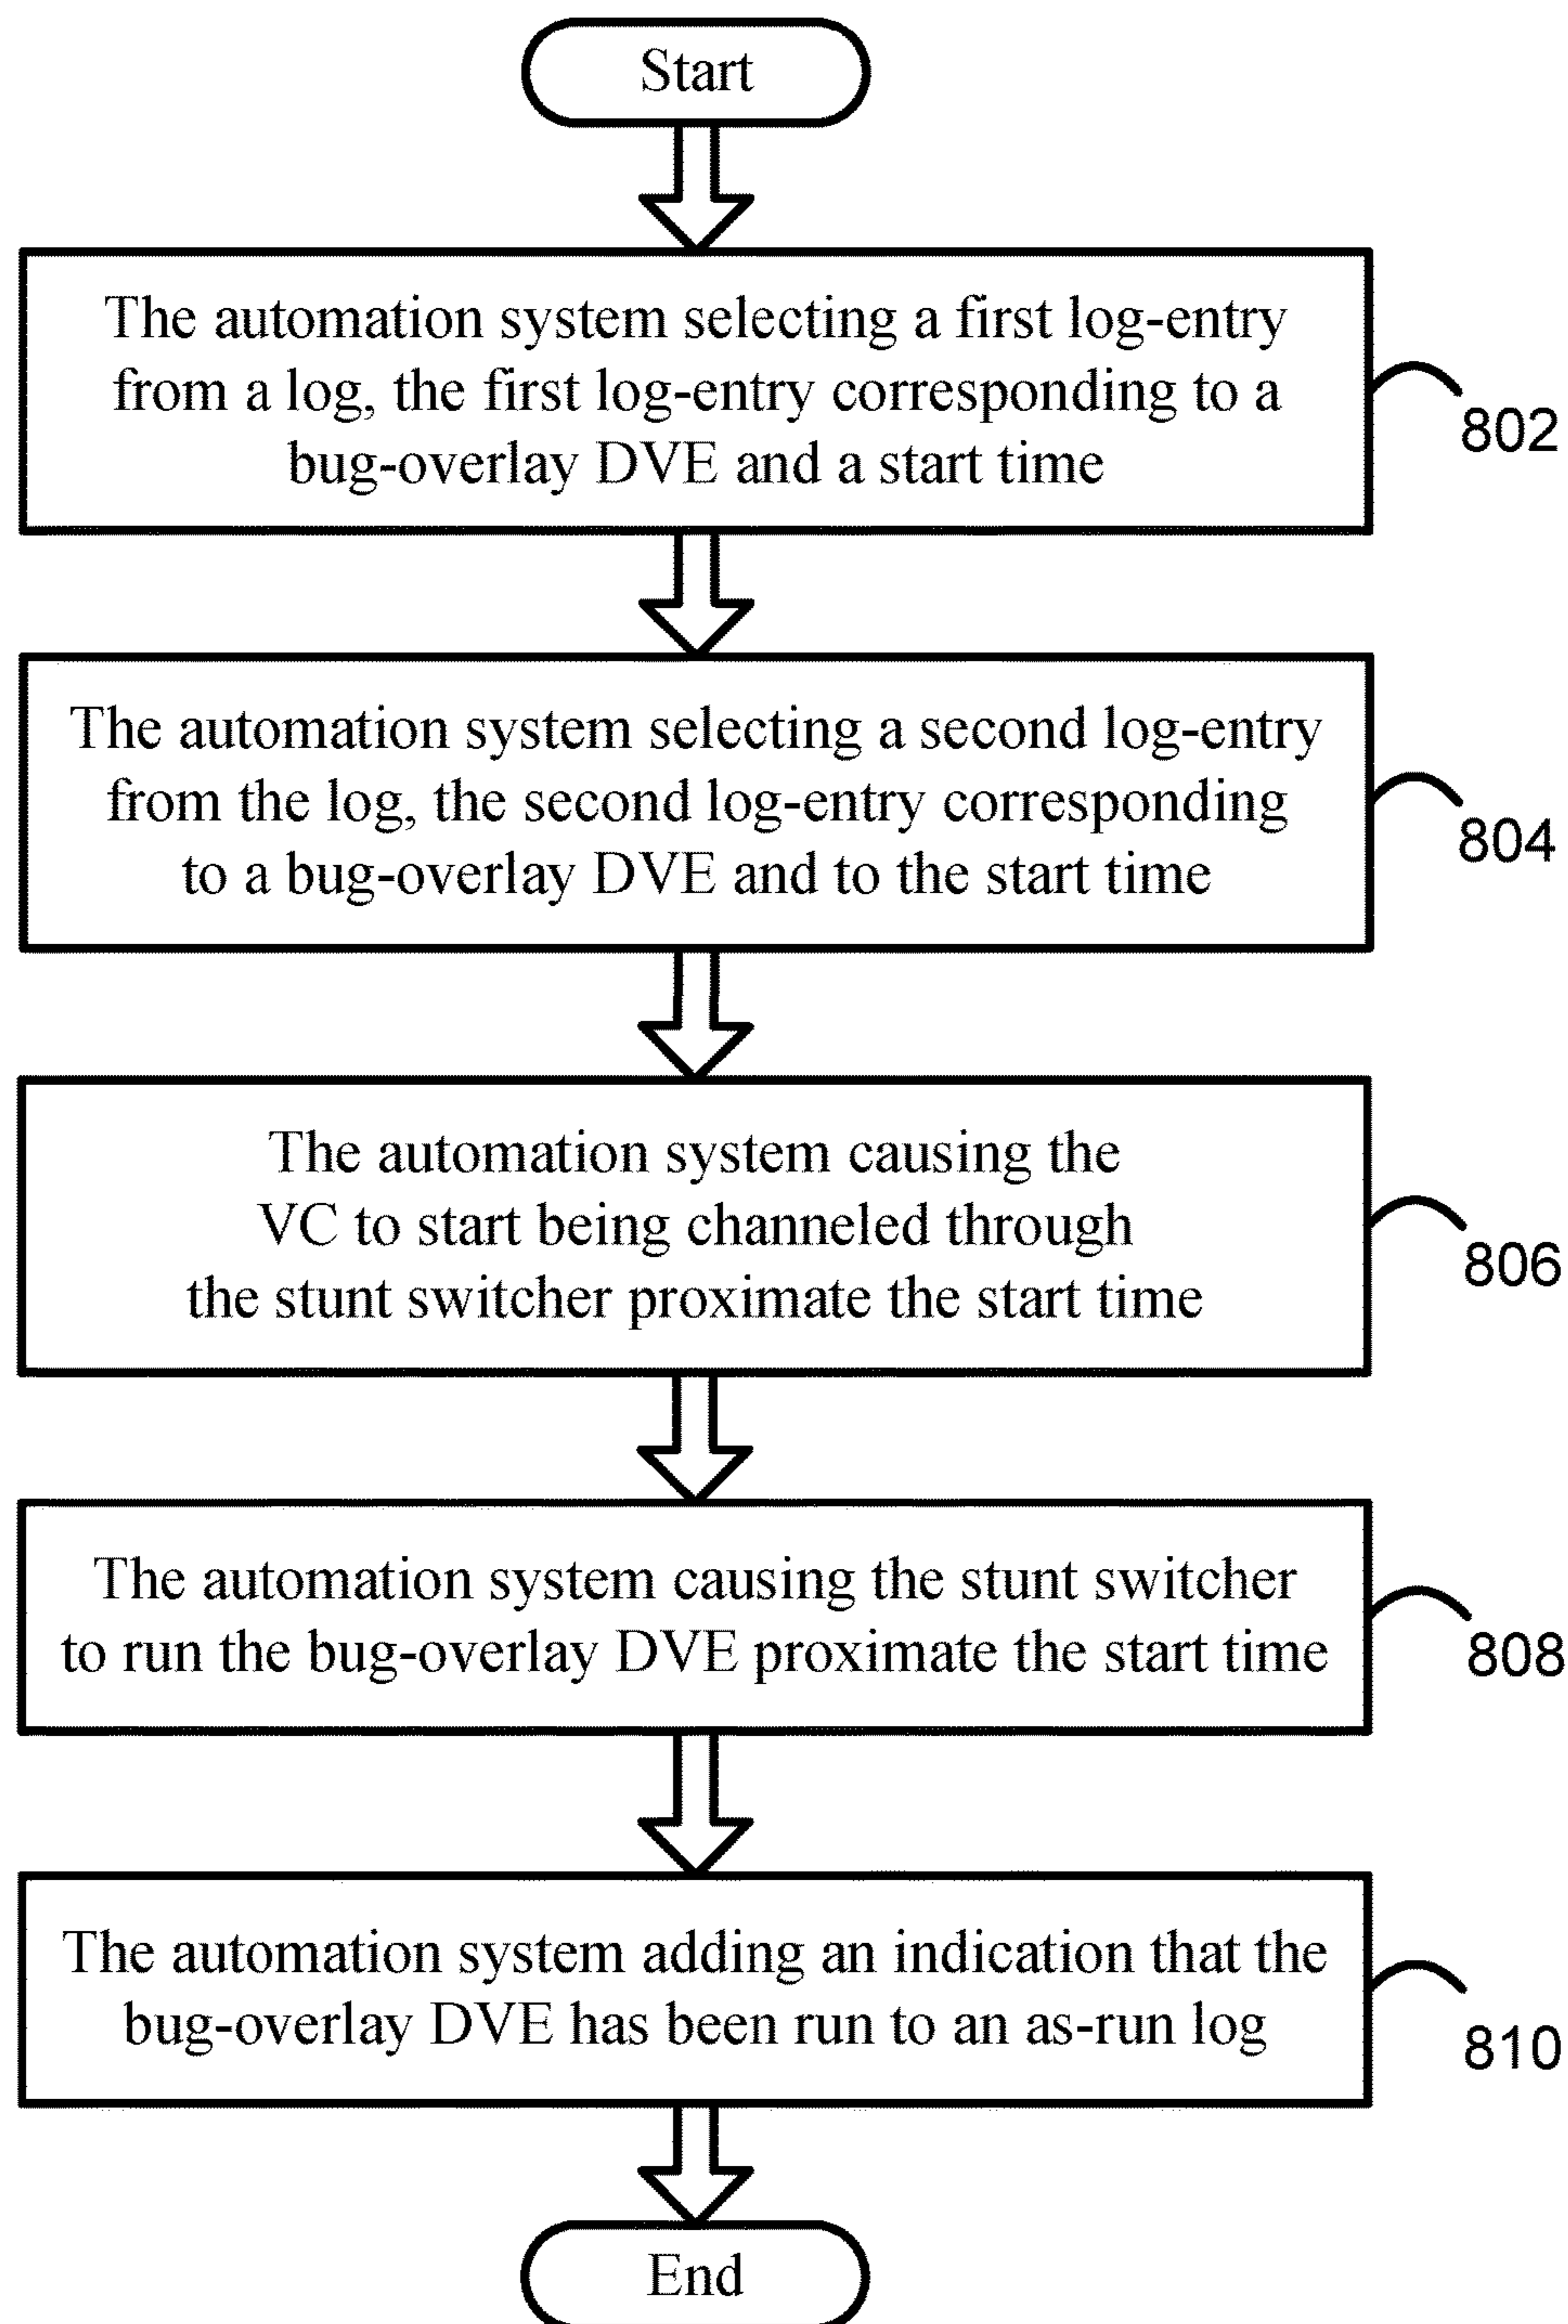 Start
The automation system selecting a first log-entry
from a log, the first log-entry corresponding to a
bug-overlay DVE and a start time
802
The automation system selecting a second log-entry
from the log, the second log-entry corresponding
to a bug-overlay DVE and to the start time
804
The automation system causing the
VC to start being channeled through
the stunt switcher proximate the start time
806
The automation system causing the stunt switcher
to run the bug-overlay DVE proximate the start time
808
The automation system adding an indication that the
bug-overlay DVE has been run to an as-run log
810
End